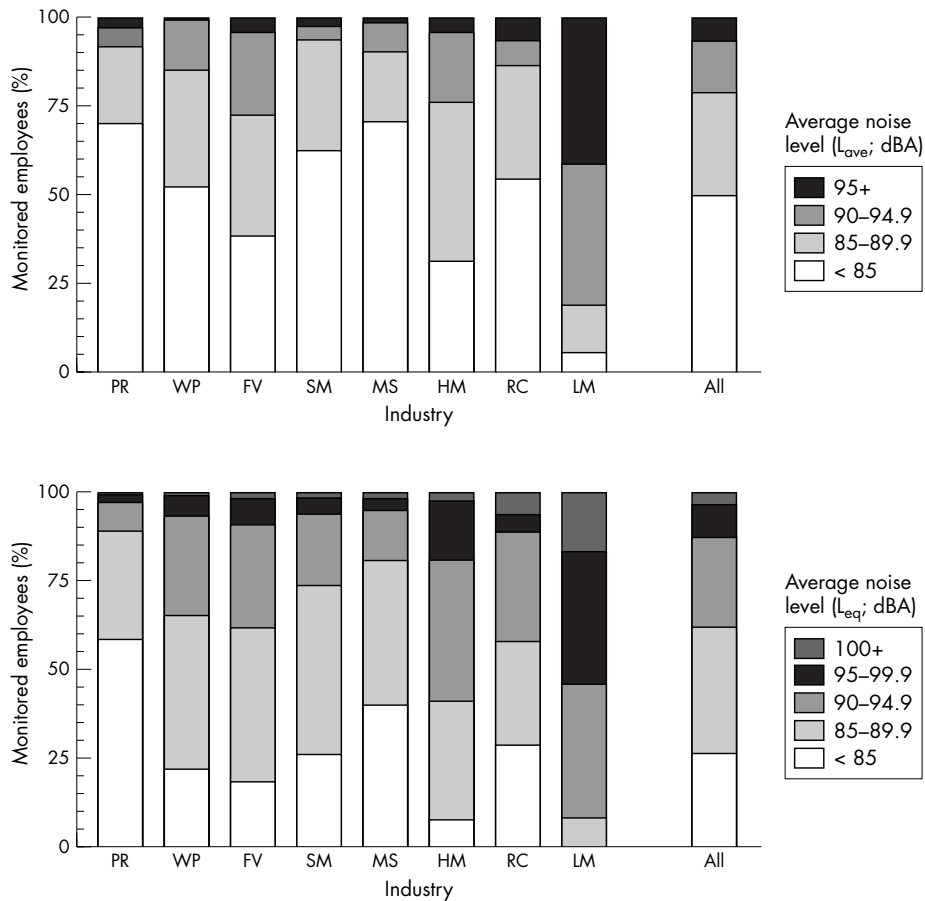 100
75
50
25
0
Monitored employees (%)
PR WP FV SM MS HM RC LM All
Industry
Average noise
level (Lave; dBA)
95+
90–94.9
85–89.9
< 85
100
75
50
25
0
Monitored employees (%)
PR WP FV SM MS HM RC LM All
Industry
Average noise
level (Leq; dBA)
100+
95–99.9
90–94.9
85–89.9
< 85